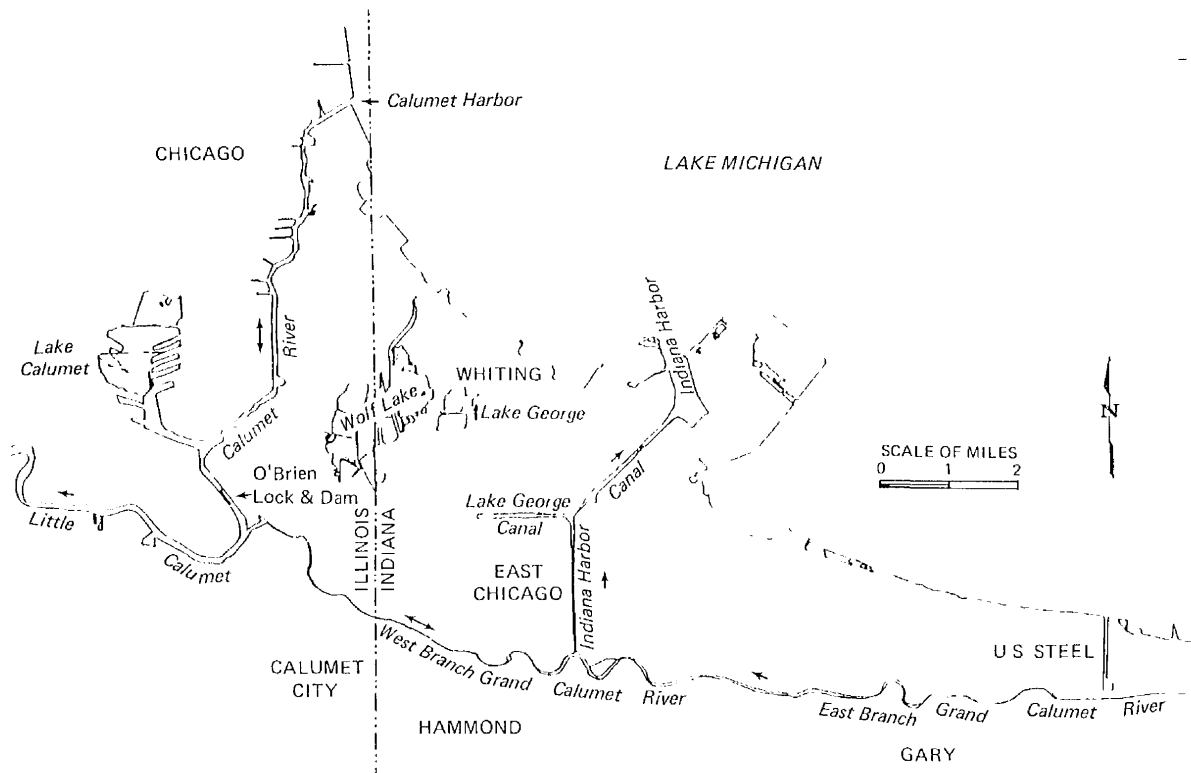 Calumet Harbor
CHICAGO
LAKE MICHIGAN
Indiana Harbor
River
Lake
Calumet
WHITING
Wolf Lake
Lake George
Calumet
N
SCALE OF MILES
0 1 2
O'Brien
Lock & Dam
Canal
Lake George
Canal
Little
Calumet
ILLINOIS
INDIANA
EAST
CHICAGO
Indiana Harbor
West Branch Grand Calumet River
U S STEEL
CALUMET
CITY
East Branch Grand Calumet River
HAMMOND
GARY